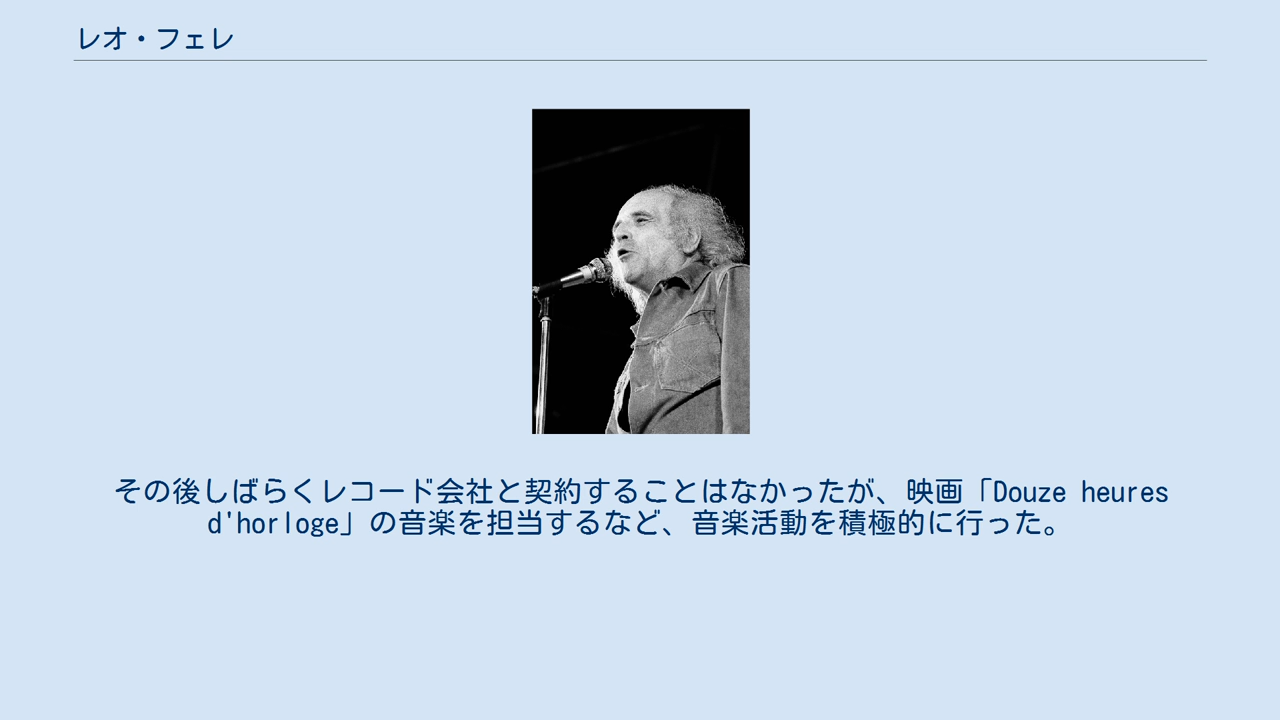 レオ・フェレ
その後しばらくレコード会社と契約することはなかったが、映画「Douze heures
d'horloge」の音楽を担当するなど、音楽活動を積極的に行った。